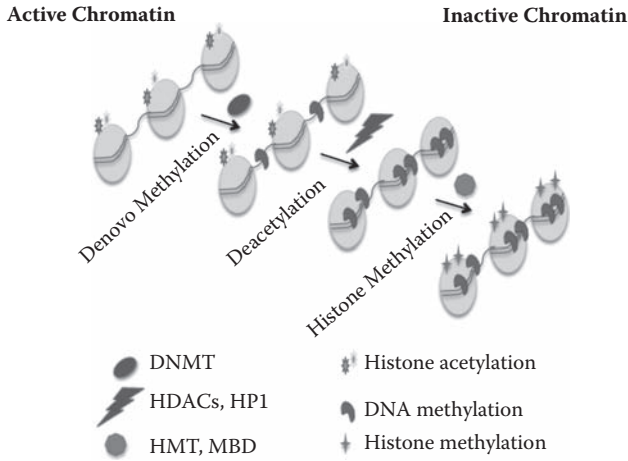 Active Chromatin
Inactive Chromatin
Denovo Methylation
Deacetylation
Histone Methylation
DNMT
Histone acetylation
HDACs, HP1
DNA methylation
HMT, MBD
Histone methylation